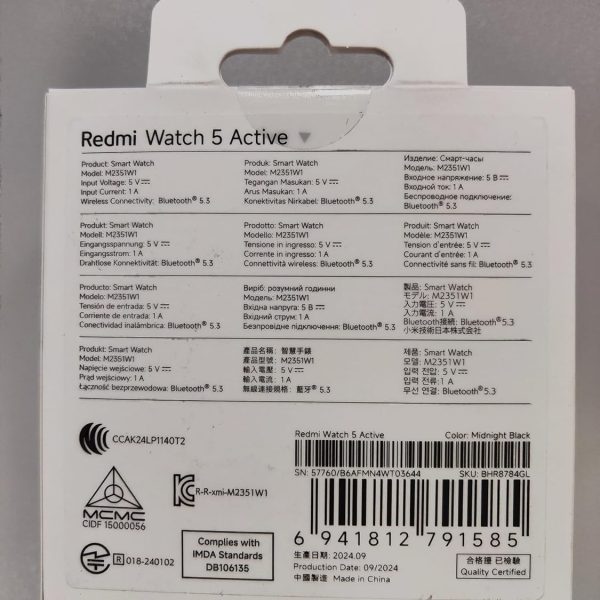 Redmi Watch 5 Active
Product: Smart Watch
Model: M2351W1
Input Voltage: 5 V⎓
Input Current: 1 A
Wireless Connectivity: Bluetooth® 5.3
Produk: Smart Watch
Model: M2351W1
Tegangan Masukan: 5 V⎓
Arus Masukan: 1 A
Konektivitas Nirkabel: Bluetooth® 5.3
Изделие: Смарт-часы
Модель: M2351W1
Входное напряжение: 5 В⎓
Входной ток: 1 А
Беспроводное подключение:
Bluetooth® 5.3
Produkt: Smart Watch
Modell: M2351W1
Eingangsspannung: 5 V⎓
Eingangsstrom: 1 A
Drahtlose Konnektivität: Bluetooth® 5.3
Prodotto: Smart Watch
Modello: M2351W1
Tensione in ingresso: 5 V⎓
Corrente in ingresso: 1 A
Connettività wireless: Bluetooth® 5.3
Produit: Smart Watch
Modèle: M2351W1
Tension d'entrée: 5 V⎓
Courant d'entrée: 1 A
Connectivité sans fil: Bluetooth® 5.3
Producto: Smart Watch
Modelo: M2351W1
Tensión de entrada: 5 V⎓
Corriente de entrada: 1 A
Conectividad inalámbrica: Bluetooth® 5.3
Виріб: розумний годинник
Модель: M2351W1
Вхідна напруга: 5 В⎓
Вхідний струм: 1 А
Безпровідне підключення: Bluetooth® 5.3
製品: Smart Watch
モデル: M2351W1
入力電圧: 5 V⎓
入力電流: 1 A
Bluetooth接続: Bluetooth® 5.3
小米技術日本株式会社
Produkt: Smart Watch
Model: M2351W1
Napięcie wejściowe: 5 V⎓
Prąd wejściowy: 1 A
Łączność bezprzewodowa: Bluetooth® 5.3
產品名稱: 智慧手錶
產品型號: M2351W1
輸入電壓: 5 V⎓
輸入電流: 1 A
無線連接規格: 藍牙® 5.3
제품: Smart Watch
모델: M2351W1
입력 전압: 5 V⎓
입력 전류: 1 A
무선 연결: Bluetooth® 5.3
CCAK24LP1140T2
MCMC
CIDF 15000056
R-R-xmi-M2351W1
R 018-240102
Complies with
IMDA Standards
DB106135
Redmi Watch 5 Active Color: Midnight Black
SN: 57760/B6AFMN4WT03644 SKU: BHR8784GL
6 941812 791585
生產日期: 2024.09
Production Date: 09/2024
中國製造 Made in China
合格撞 已檢驗
Quality Certified